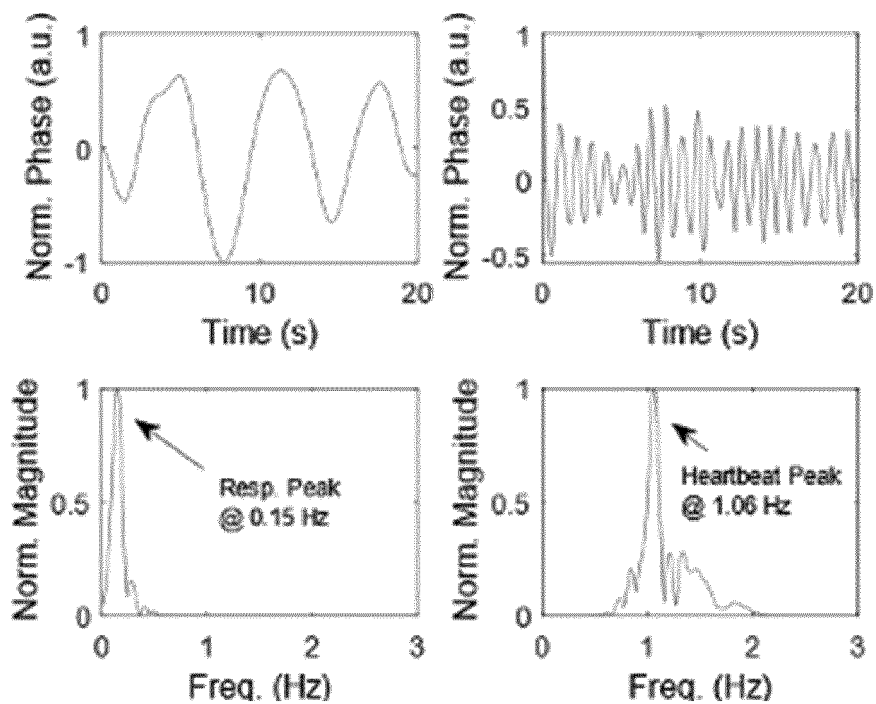 1
0
-1
Norm. Phase (a.u.)
0
10
20
Time (s)
1
0.5
0
-0.5
Norm. Phase (a.u.)
0
10
20
Time (s)
1
0.5
0
Norm. Magnitude
Resp. Peak
@ 0.15 Hz
0
1
2
3
Freq. (Hz)
1
0.5
0
Norm. Magnitude
Heartbeat Peak
@ 1.06 Hz
0
1
2
3
Freq. (Hz)